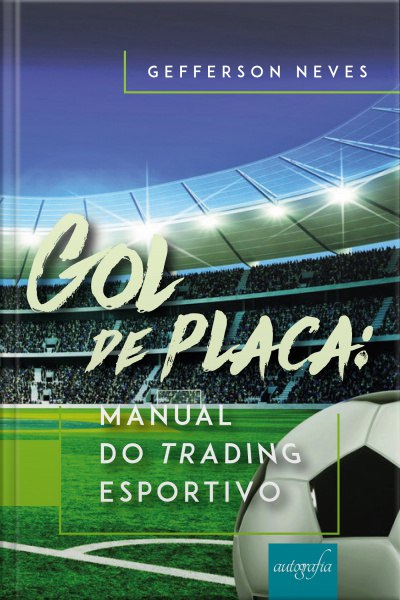 GEFFERSON NEVES
GOL
DE PLACA:
MANUAL
DO TRADING
ESPORTIVO
autografia